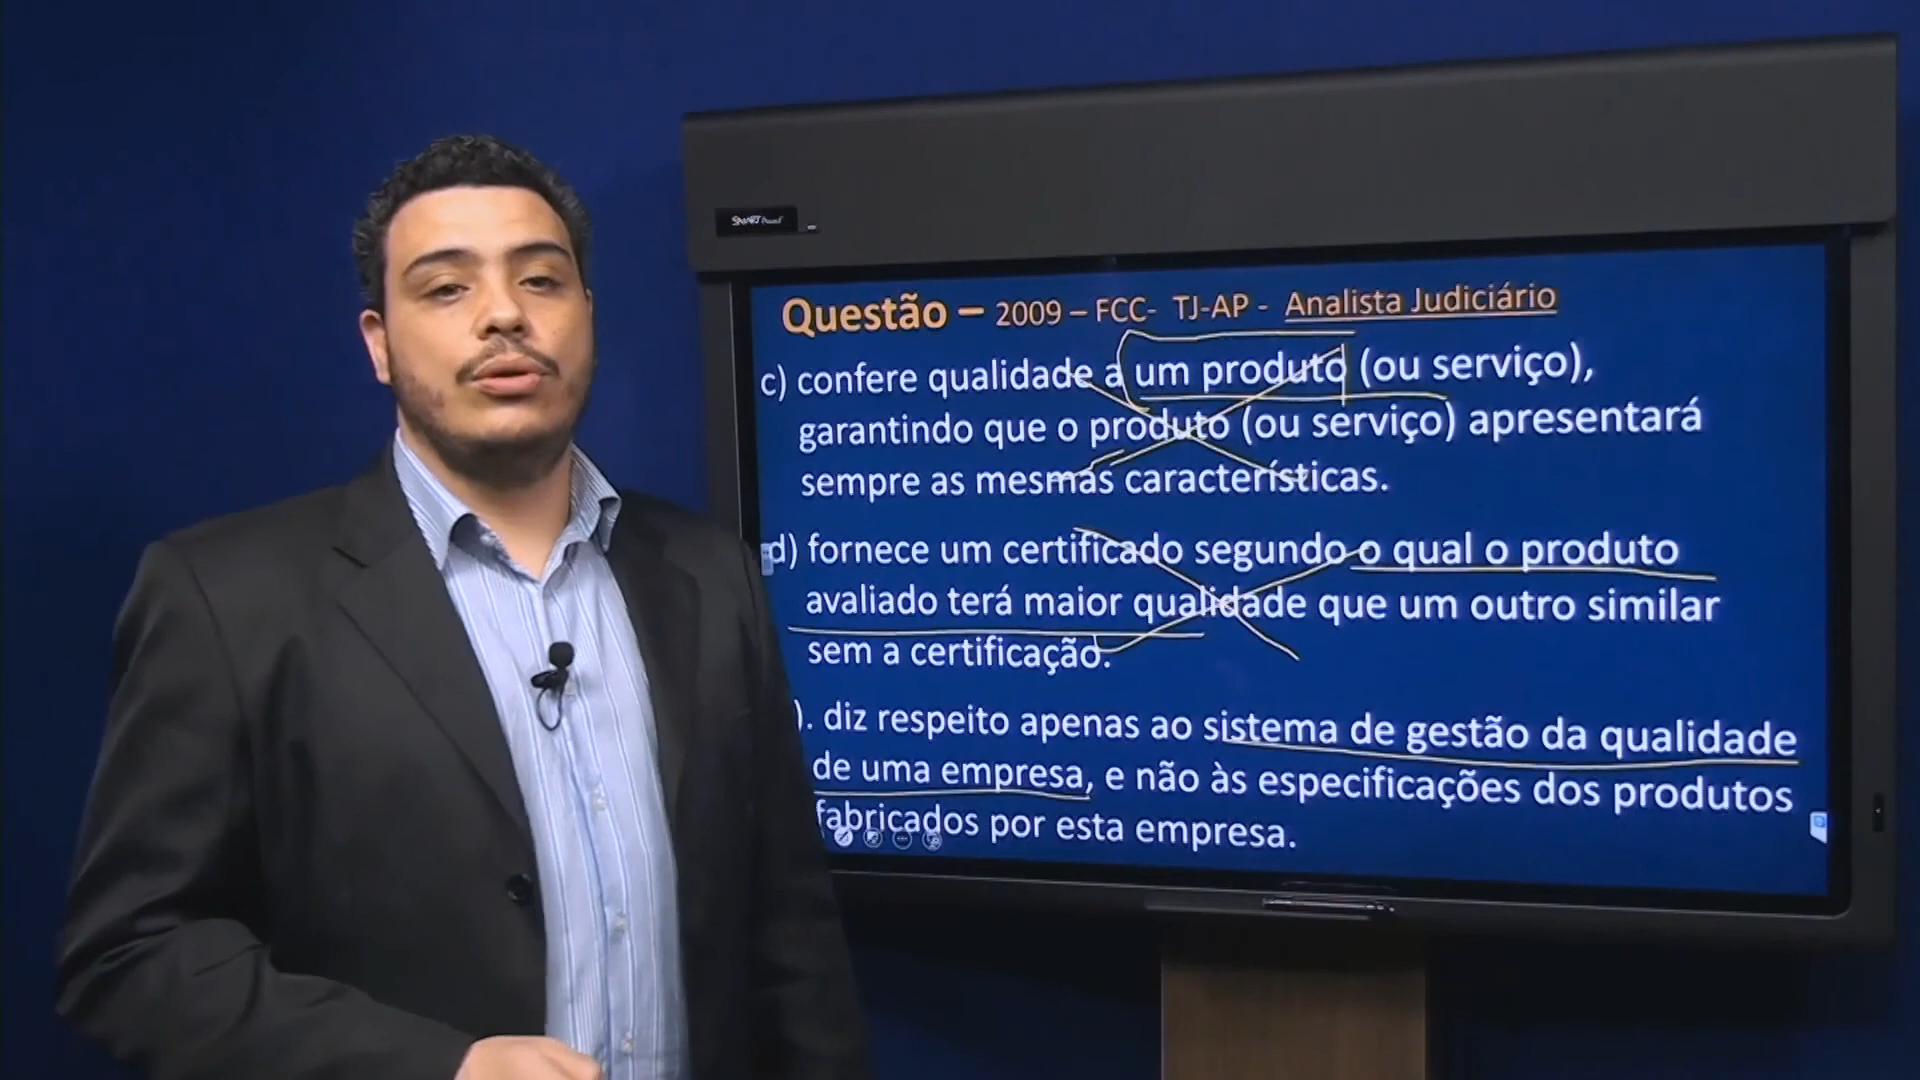 SMART Board
Questão – 2009 – FCC- TJ-AP - Analista Judiciário
c) confere qualidade a um produto (ou serviço),
garantindo que o produto (ou serviço) apresentará
sempre as mesmas características.
d) fornece um certificado segundo o qual o produto
avaliado terá maior qualidade que um outro similar
sem a certificação.
). diz respeito apenas ao sistema de gestão da qualidade
de uma empresa, e não às especificações dos produtos
fabricados por esta empresa.